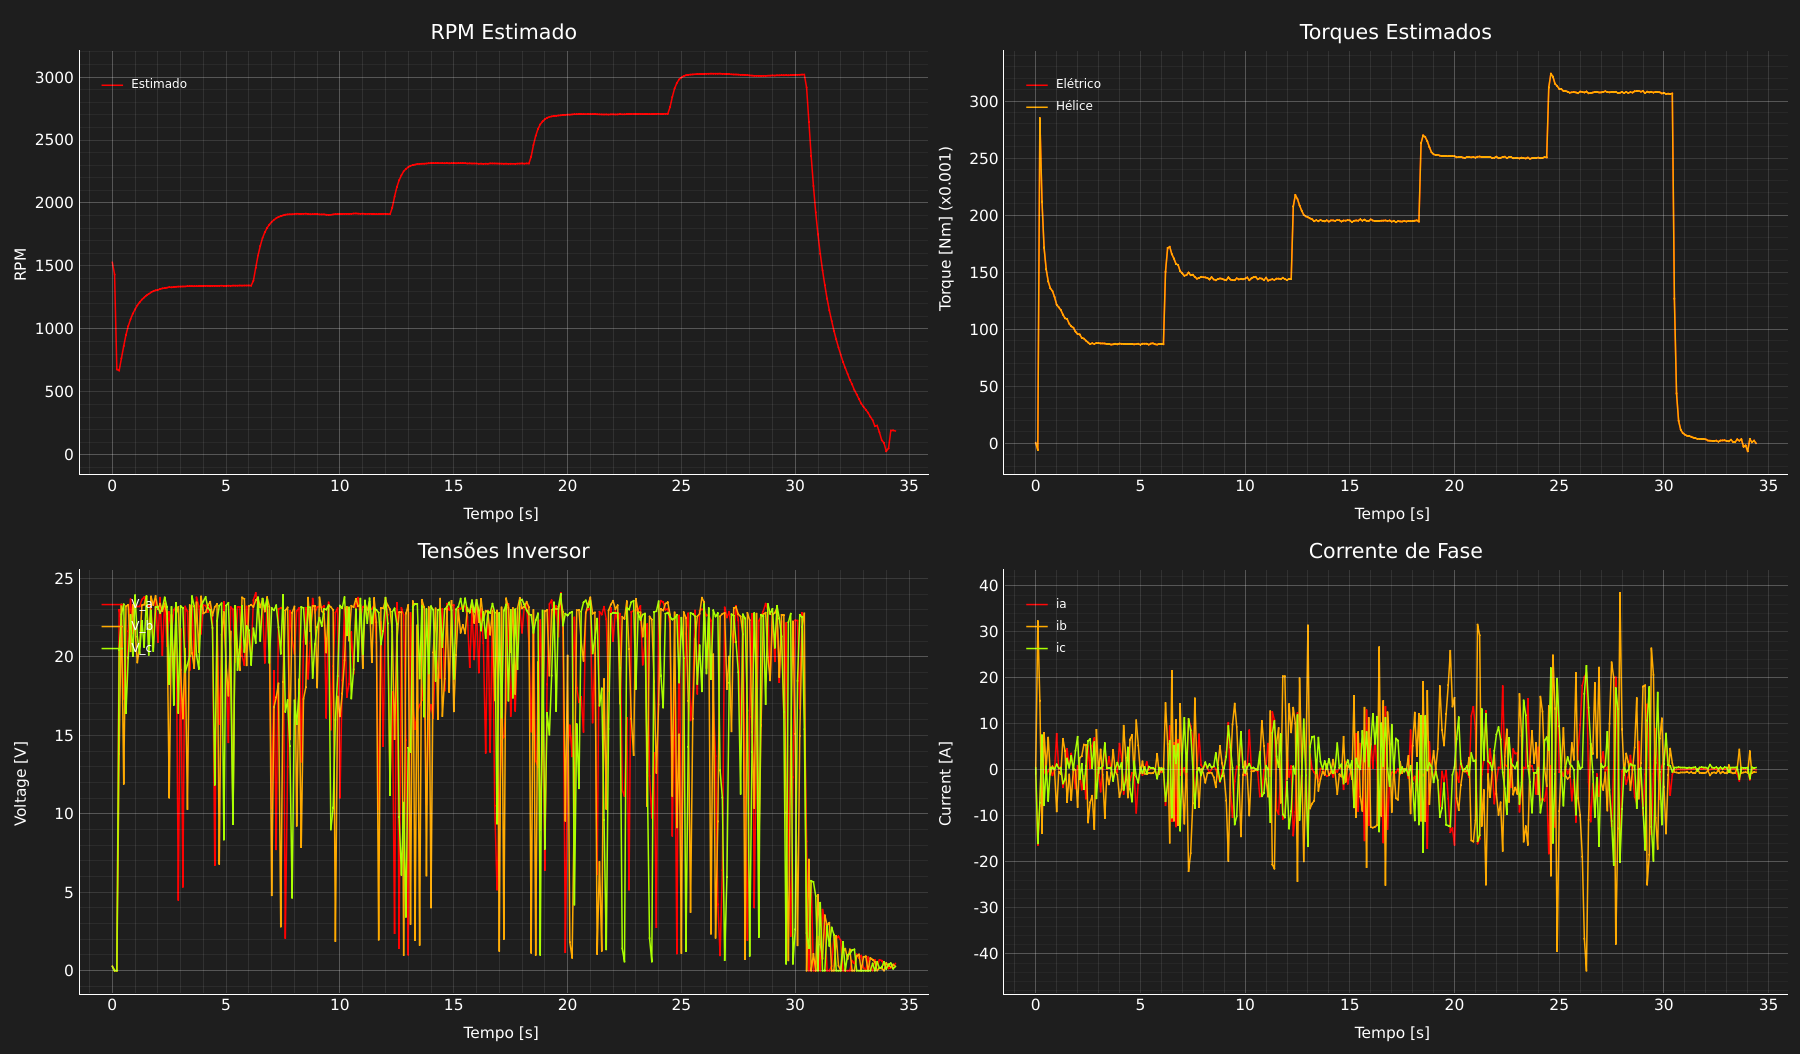 RPM Estimado
Estimado
3000
2500
2000
1500
1000
500
0
RPM
0 5 10 15 20 25 30 35
Tempo [s]
Torques Estimados
Elétrico
Hélice
300
250
200
150
100
50
0
Torque [Nm] (x0.001)
0 5 10 15 20 25 30 35
Tempo [s]
Tensões Inversor
V_a
V_b
V_c
25
20
15
10
5
0
Voltage [V]
0 5 10 15 20 25 30 35
Tempo [s]
Corrente de Fase
ia
ib
ic
40
30
20
10
0
-10
-20
-30
-40
Current [A]
0 5 10 15 20 25 30 35
Tempo [s]